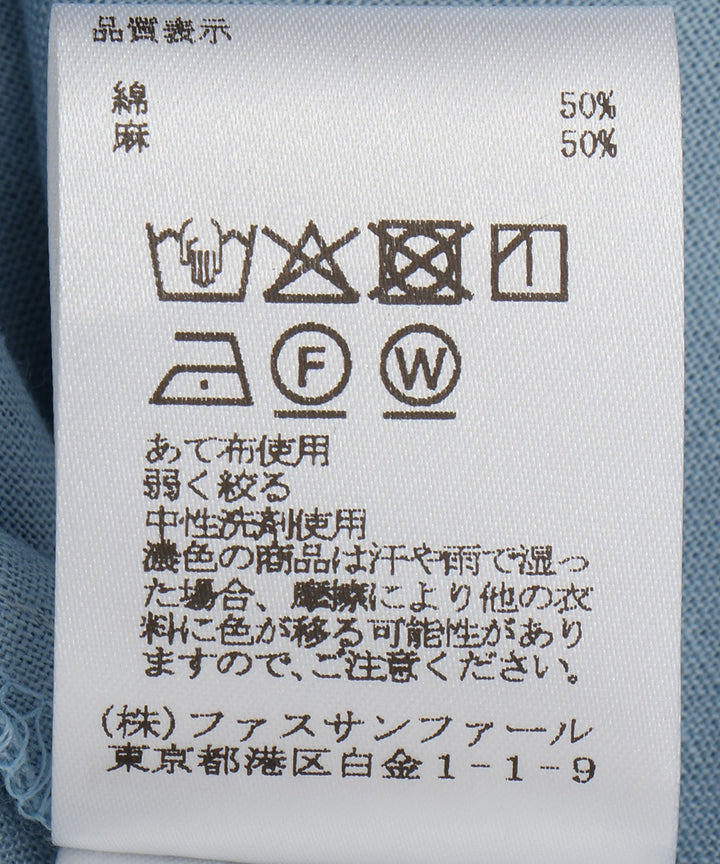 品質表示
綿 50%
麻 50%
F W
あて布使用
弱く絞る
中性洗剤使用
濃色の商品は汗や雨で湿っ
た場合、摩擦により他の衣
料に色が移る可能性があり
ますので、ご注意ください。
(株)ファスサンファール
東京都港区白金1-1-9